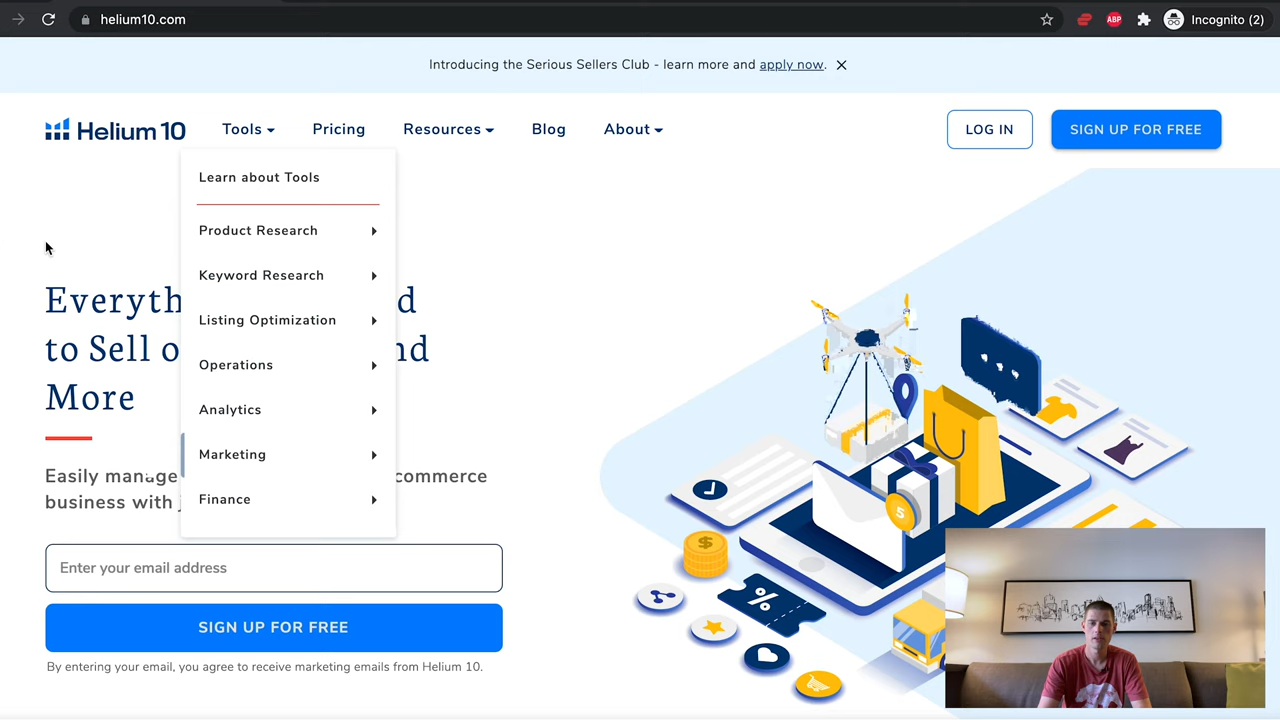 helium10.com
ABP
Incognito (2)
Introducing the Serious Sellers Club - learn more and apply now.
Helium 10
Tools
Pricing
Resources
Blog
About
LOG IN
SIGN UP FOR FREE
Learn about Tools
Product Research
Keyword Research
Listing Optimization
Operations
Analytics
Marketing
Finance
Everyth d
to Sell o nd
More
Easily manage commerce
business with j
Enter your email address
SIGN UP FOR FREE
By entering your email, you agree to receive marketing emails from Helium 10.
5
$
%